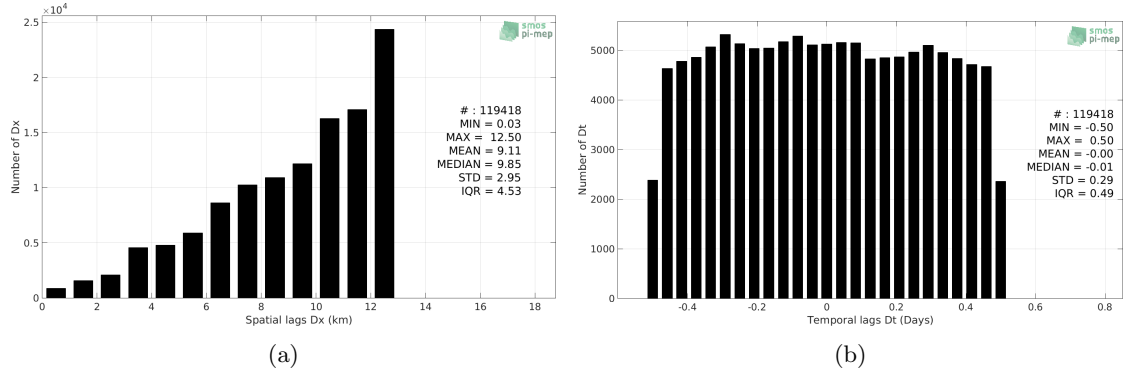 ×10⁴
2.5
2
1.5
1
0.5
0
Number of Dx
0 2 4 6 8 10 12 14 16 18
Spatial lags Dx (km)
smos
pi-mep
# : 119418
MIN = 0.03
MAX = 12.50
MEAN = 9.11
MEDIAN = 9.85
STD = 2.95
IQR = 4.53
(a)
5000
4000
3000
2000
1000
0
Number of Dt
-0.4 -0.2 0 0.2 0.4 0.6 0.8
Temporal lags Dt (Days)
smos
pi-mep
# : 119418
MIN = -0.50
MAX = 0.50
MEAN = -0.00
MEDIAN = -0.01
STD = 0.29
IQR = 0.49
(b)